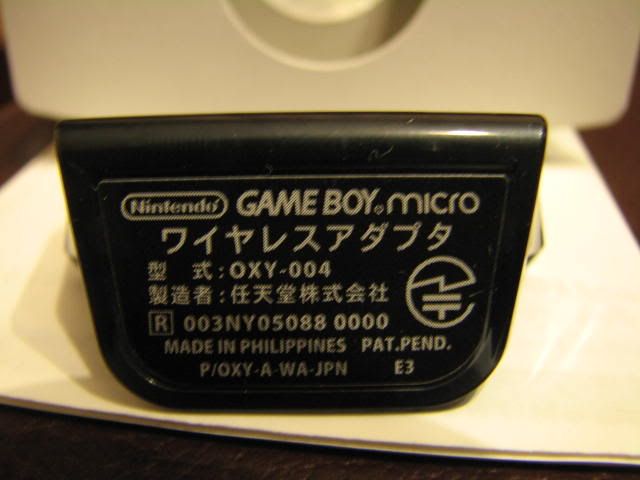 Nintendo GAME BOY micro
ワイヤレスアダプタ
型 式:OXY-004
製造者:任天堂株式会社
R 003NY05088 0000
MADE IN PHILIPPINES PAT.PEND.
P/OXY-A-WA-JPN E3